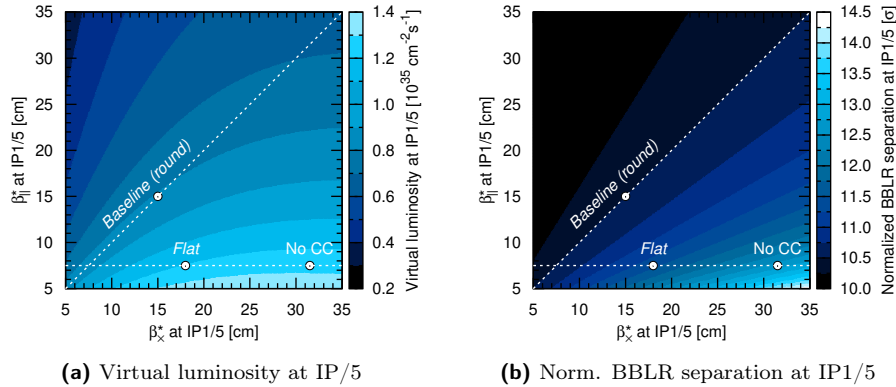 35
30
25
20
15
10
5
β∥* at IP1/5 [cm]
5 10 15 20 25 30 35
β×* at IP1/5 [cm]
Baseline (round)
Flat
No CC
1.4
1.2
1.0
0.8
0.6
0.4
0.2
Virtual luminosity at IP1/5 [10³⁵ cm⁻²s⁻¹]
(a) Virtual luminosity at IP/5
35
30
25
20
15
10
5
β∥* at IP1/5 [cm]
5 10 15 20 25 30 35
β×* at IP1/5 [cm]
Baseline (round)
Flat
No CC
14.5
14.0
13.5
13.0
12.5
12.0
11.5
11.0
10.5
10.0
Normalized BBLR separation at IP1/5 [σ]
(b) Norm. BBLR separation at IP1/5